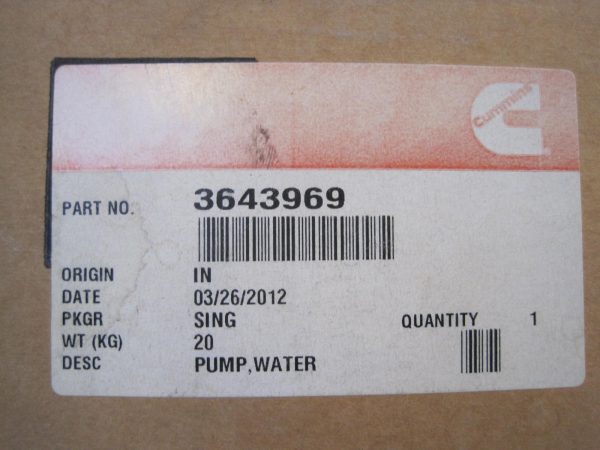 Cummins
PART NO. 3643969
ORIGIN IN
DATE 03/26/2012
PKGR SING QUANTITY 1
WT (KG) 20
DESC PUMP,WATER